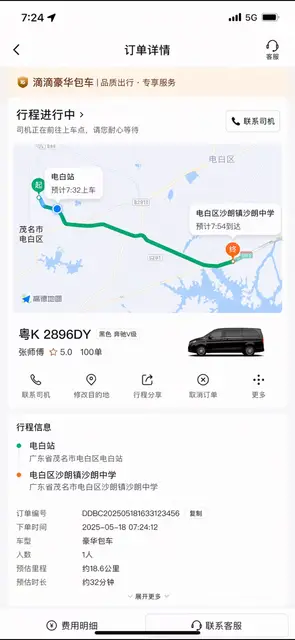 7:24
5G
订单详情
客服
滴滴豪华包车 | 品质出行 · 专享服务
行程进行中
司机正在前往上车点，请您耐心等待
联系司机
电白站
预计7:32上车
电白区
起
茂名市
电白区
电白区沙朗镇沙朗中学
预计7:54到达
终
S281
高德地图
粤K 2896DY 黑色 奔驰V级
张师傅 5.0 100单
联系司机
修改目的地
行程分享
取消订单
更多
行程信息
电白站
广东省茂名市电白区电白站
电白区沙朗镇沙朗中学
广东省茂名市电白区沙朗镇沙朗中学
订单编号 DDBC202505181633123456 复制
下单时间 2025-05-18 07:24:12
车型 豪华包车
人数 1人
预估里程 约18.6公里
预估时长 约32分钟
展开更多
费用明细
联系客服